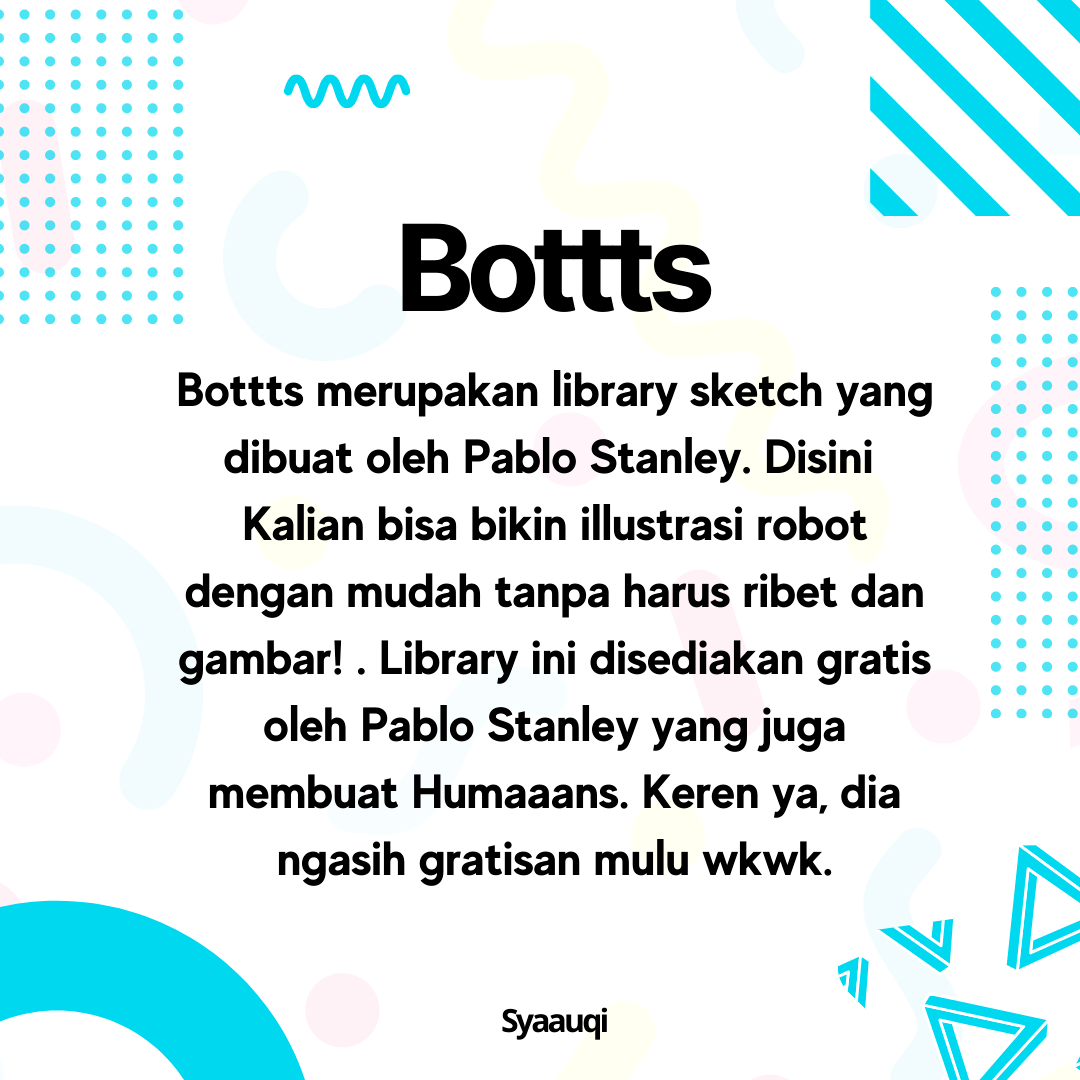 Bottts
Bottts merupakan library sketch yang
dibuat oleh Pablo Stanley. Disini
Kalian bisa bikin illustrasi robot
dengan mudah tanpa harus ribet dan
gambar! . Library ini disediakan gratis
oleh Pablo Stanley yang juga
membuat Humaaans. Keren ya, dia
ngasih gratisan mulu wkwk.
Syaauqi